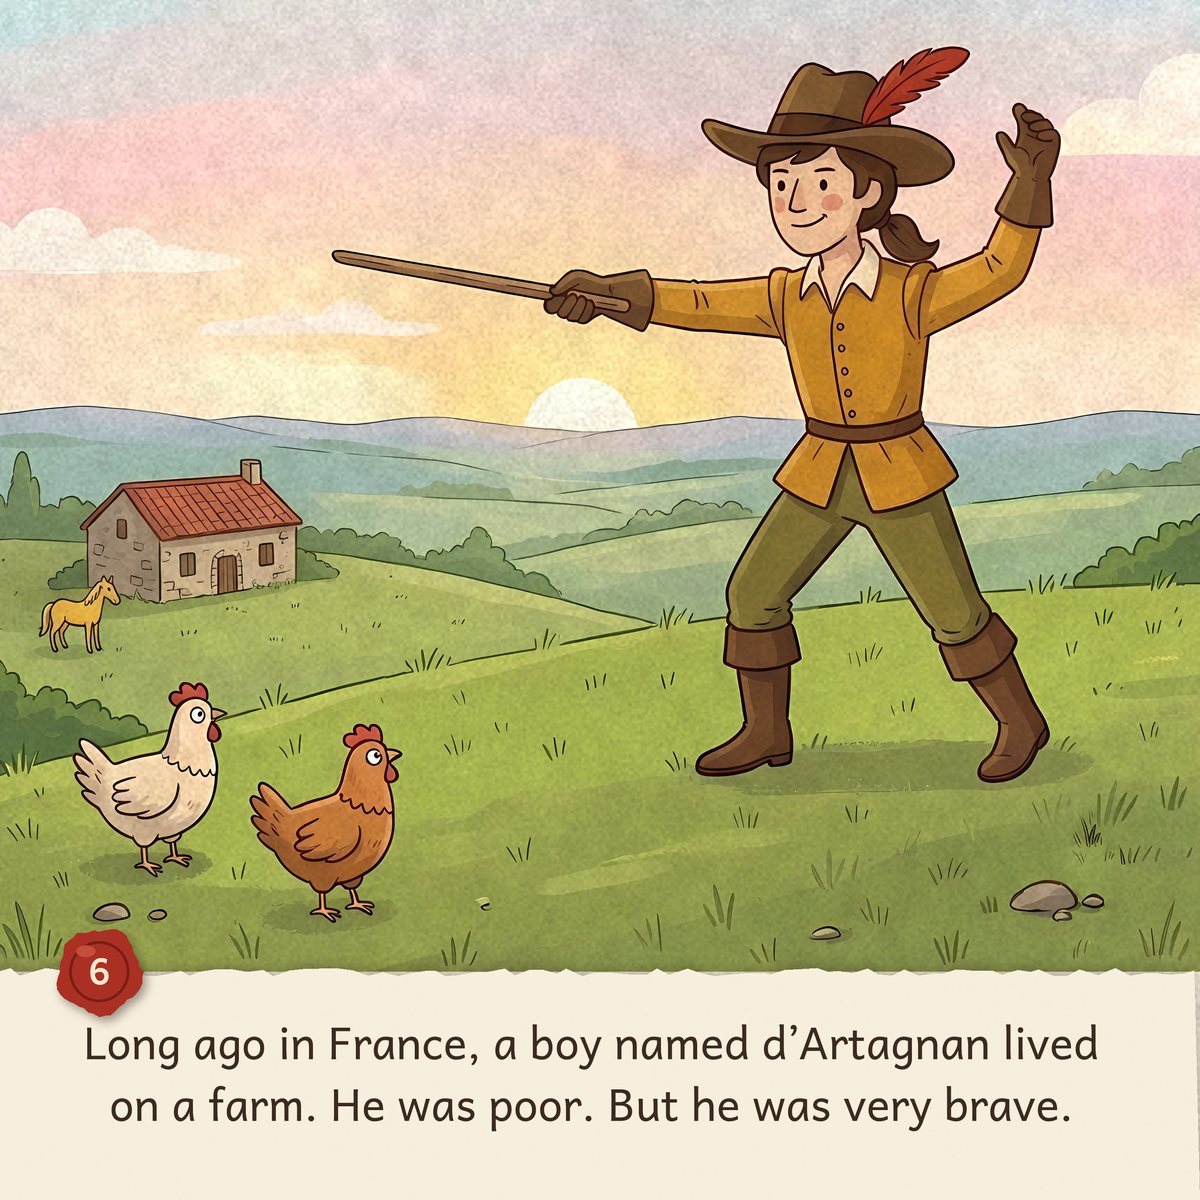 6
Long ago in France, a boy named d’Artagnan lived
on a farm. He was poor. But he was very brave.